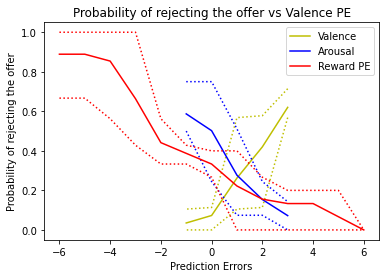 Probability of rejecting the offer vs Valence PE
Probability of rejecting the offer
1.0
0.8
0.6
0.4
0.2
0.0
Valence
Arousal
Reward PE
−6 −4 −2 0 2 4 6
Prediction Errors